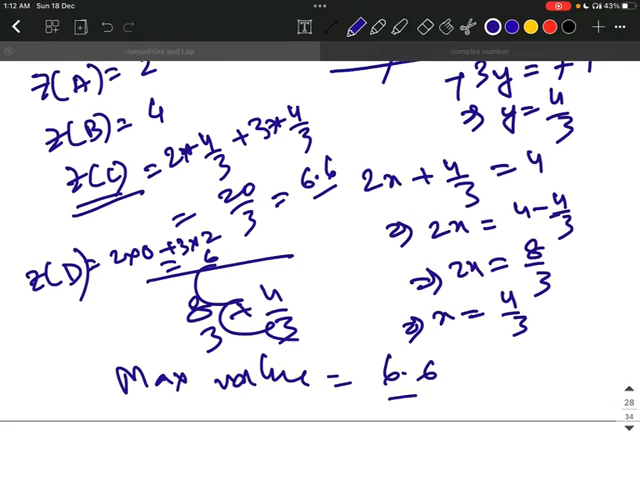 1:12 AM Sun 18 Dec
43%
inequalities and Lap
complex number
z(A) = 2
z(B) = 4
z(C) = 2×4/3 + 3×4/3
= 20/3 = 6.6
z(D) = 2×0 + 3×2
= 6
8/3 4/3
+3y = +
⇒ y = 4/3
2x + 4/3 = 4
⇒ 2x = 4 - 4/3
⇒ 2x = 8/3
⇒ x = 4/3
Max value = 6.6
28
34